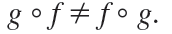 g ∘ f ≠ f ∘ g.